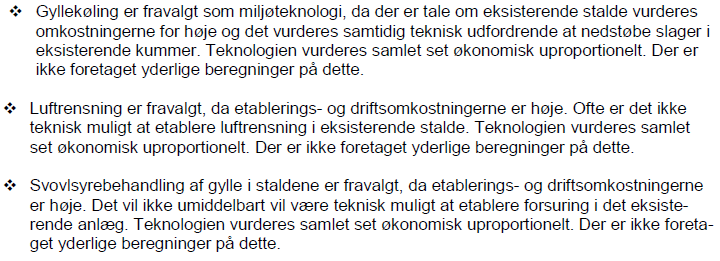 ❖ Gyllekøling er fravalgt som miljøteknologi, da der er tale om eksisterende stalde vurderes
omkostningerne for høje og det vurderes samtidig teknisk udfordrende at nedstøbe slager i
eksisterende kummer. Teknologien vurderes samlet set økonomisk uproportionelt. Der er
ikke foretaget yderlige beregninger på dette.
❖ Luftrensning er fravalgt, da etablerings- og driftsomkostningerne er høje. Ofte er det ikke
teknisk muligt at etablere luftrensning i eksisterende stalde. Teknologien vurderes samlet
set økonomisk uproportionelt. Der er ikke foretaget yderlige beregninger på dette.
❖ Svovlsyrebehandling af gylle i staldene er fravalgt, da etablerings- og driftsomkostningerne
er høje. Det vil ikke umiddelbart vil være teknisk muligt at etablere forsuring i det eksiste-
rende anlæg. Teknologien vurderes samlet set økonomisk uproportionelt. Der er ikke foreta-
get yderlige beregninger på dette.